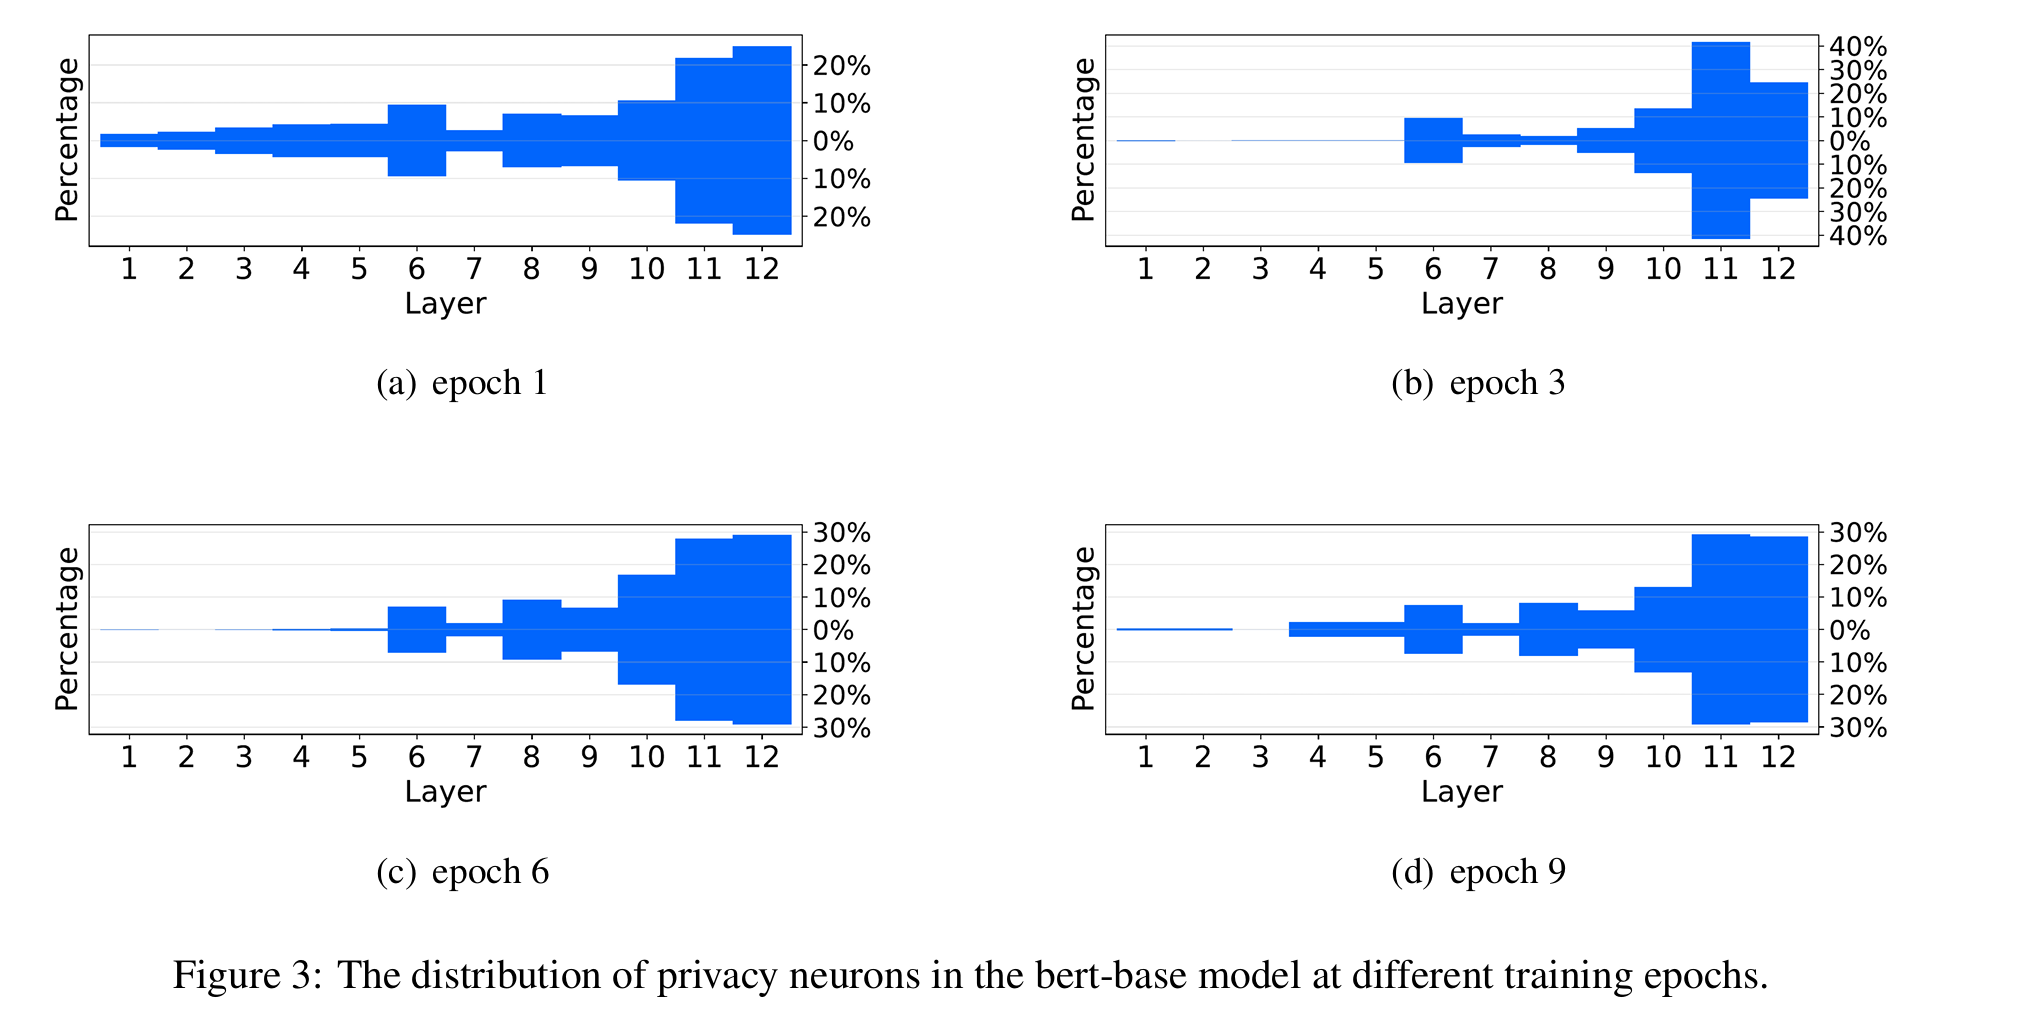 Percentage
20%
10%
0%
10%
20%
1 2 3 4 5 6 7 8 9 10 11 12
Layer
(a) epoch 1
Percentage
40%
30%
20%
10%
0%
10%
20%
30%
40%
1 2 3 4 5 6 7 8 9 10 11 12
Layer
(b) epoch 3
Percentage
30%
20%
10%
0%
10%
20%
30%
1 2 3 4 5 6 7 8 9 10 11 12
Layer
(c) epoch 6
Percentage
30%
20%
10%
0%
10%
20%
30%
1 2 3 4 5 6 7 8 9 10 11 12
Layer
(d) epoch 9
Figure 3: The distribution of privacy neurons in the bert-base model at different training epochs.